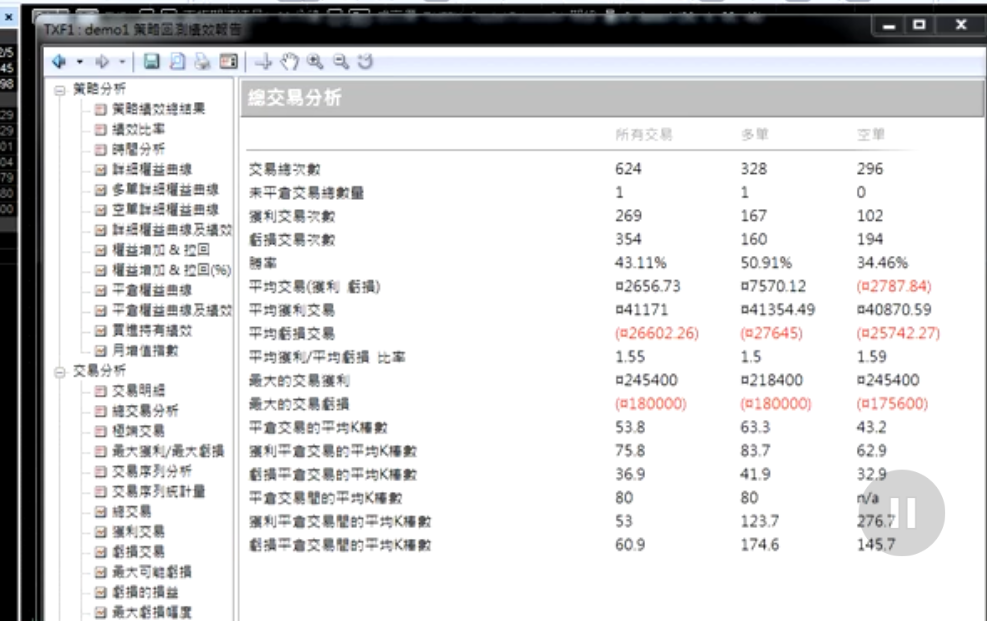 TXF1 : demo1 策略回測績效報告
2/5
45
98
29
29
01
04
79
80
00
策略分析
策略績效總結果
績效比率
時間分析
詳細權益曲線
多單詳細權益曲線
空單詳細權益曲線
詳細權益曲線及績效
權益增加 & 拉回
權益增加 & 拉回(%)
平倉權益曲線
平倉權益曲線及績效
買進持有績效
月增值指數
交易分析
交易明細
總交易分析
極端交易
最大獲利/最大虧損
交易序列分析
交易序列統計量
總交易
獲利交易
虧損交易
最大可能虧損
虧損的損益
最大虧損幅度
總交易分析
所有交易 多單 空單
交易總次數 624 328 296
未平倉交易總數量 1 1 0
獲利交易次數 269 167 102
虧損交易次數 354 160 194
勝率 43.11% 50.91% 34.46%
平均交易(獲利 虧損) ¤2656.73 ¤7570.12 (¤2787.84)
平均獲利交易 ¤41171 ¤41354.49 ¤40870.59
平均虧損交易 (¤26602.26) (¤27645) (¤25742.27)
平均獲利/平均虧損 比率 1.55 1.5 1.59
最大的交易獲利 ¤245400 ¤218400 ¤245400
最大的交易虧損 (¤180000) (¤180000) (¤175600)
平倉交易的平均K棒數 53.8 63.3 43.2
獲利平倉交易的平均K棒數 75.8 83.7 62.9
虧損平倉交易的平均K棒數 36.9 41.9 32.9
平倉交易間的平均K棒數 80 80 n/a
獲利平倉交易間的平均K棒數 53 123.7 276.7
虧損平倉交易間的平均K棒數 60.9 174.6 145.7